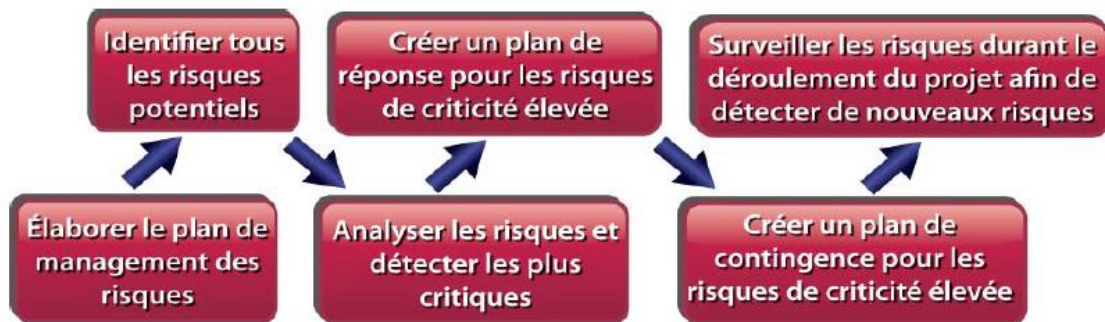 Identifier tous
les risques
potentiels
Créer un plan de
réponse pour les risques
de criticité élevée
Surveiller les risques durant le
déroulement du projet afin de
détecter de nouveaux risques
Élaborer le plan de
management des
risques
Analyser les risques et
détecter les plus
critiques
Créer un plan de
contingence pour les
risques de criticité élevée